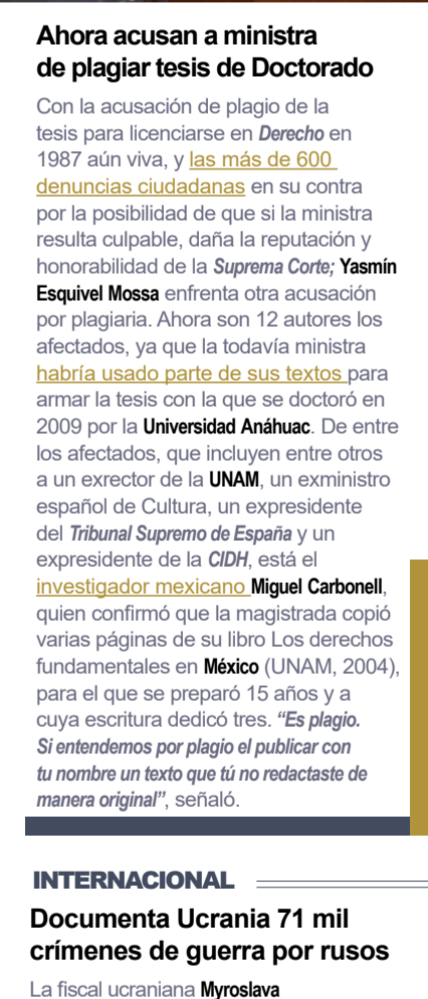 Ahora acusan a ministra
de plagiar tesis de Doctorado
Con la acusación de plagio de la
tesis para licenciarse en Derecho en
1987 aún viva, y las más de 600
denuncias ciudadanas en su contra
por la posibilidad de que si la ministra
resulta culpable, daña la reputación y
honorabilidad de la Suprema Corte; Yasmín
Esquivel Mossa enfrenta otra acusación
por plagiaria. Ahora son 12 autores los
afectados, ya que la todavía ministra
habría usado parte de sus textos para
armar la tesis con la que se doctoró en
2009 por la Universidad Anáhuac. De entre
los afectados, que incluyen entre otros
a un exrector de la UNAM, un exministro
español de Cultura, un expresidente
del Tribunal Supremo de España y un
expresidente de la CIDH, está el
investigador mexicano Miguel Carbonell,
quien confirmó que la magistrada copió
varias páginas de su libro Los derechos
fundamentales en México (UNAM, 2004),
para el que se preparó 15 años y a
cuya escritura dedicó tres. “Es plagio.
Si entendemos por plagio el publicar con
tu nombre un texto que tú no redactaste de
manera original”, señaló.
INTERNACIONAL
Documenta Ucrania 71 mil
crímenes de guerra por rusos
La fiscal ucraniana Myroslava